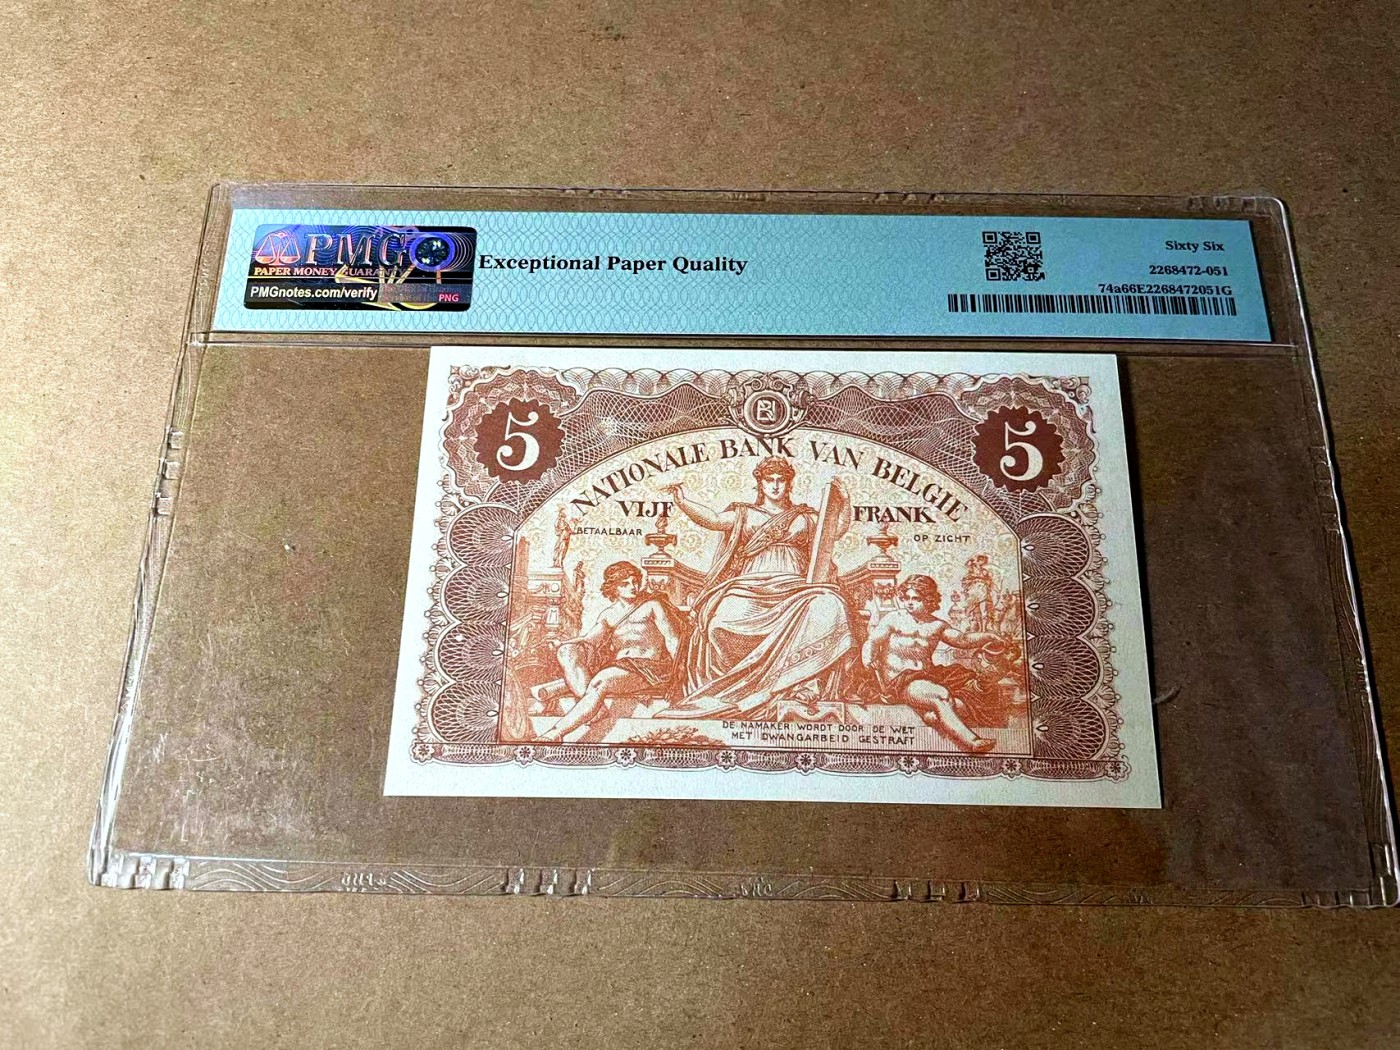 PMG
PAPER MONEY GUARANTY
PMGnotes.com/verify
PNG
Exceptional Paper Quality
Sixty Six
2268472-051
74a66E2268472051G
5
5
NATIONALE BANK VAN BELGIE
VIJF FRANK
BETAALBAAR OP ZICHT
DE NAMAKER WORDT DOOR DE WET
MET DWANGARBEID GESTRAFT